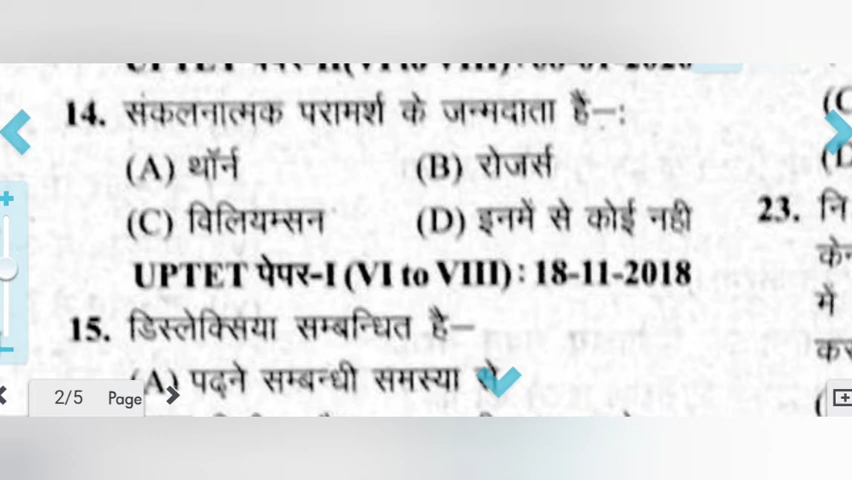 14. संकलनात्मक परामर्श के जन्मदाता हैं–:
(A) थॉर्न
(B) रोजर्स
(C) विलियम्सन
(D) इनमें से कोई नही
UPTET पेपर-I (VI to VIII) : 18-11-2018
15. डिस्लेक्सिया सम्बन्धित है–
(A) पढ़ने सम्बन्धी समस्या से
2/5 Page
23. नि
में